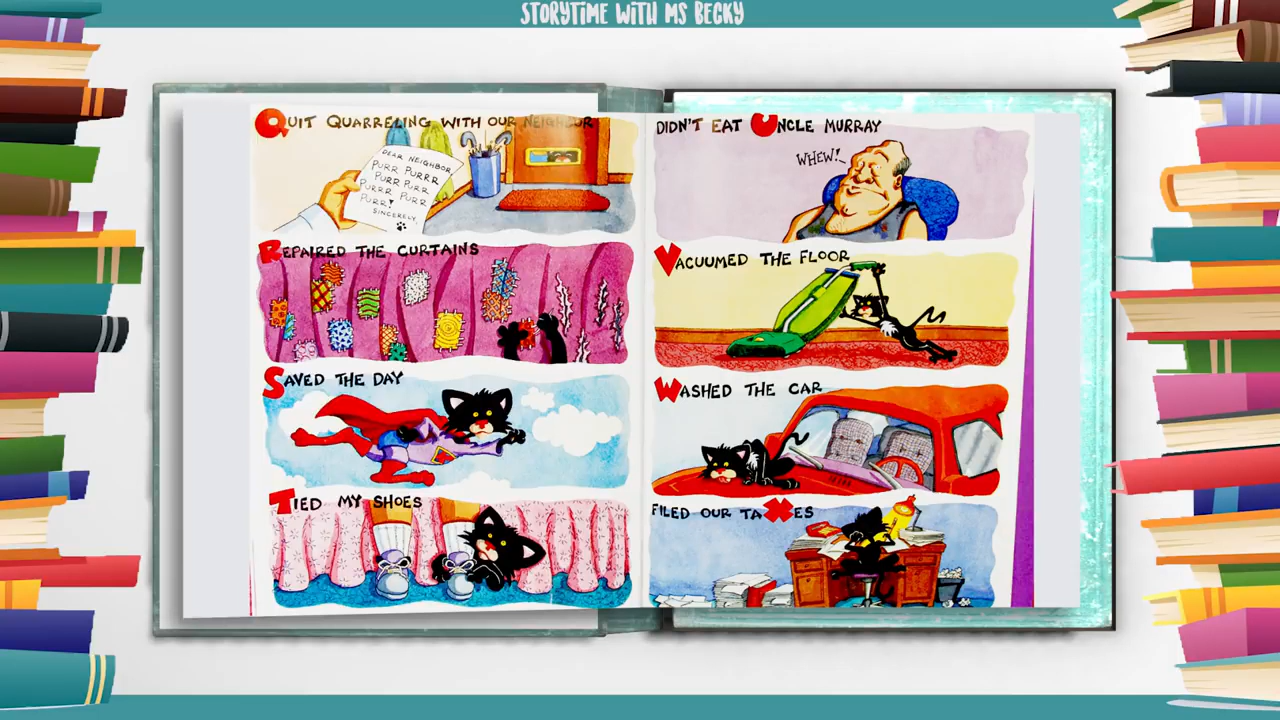 STORYTIME WITH MS BECKY
QUIT QUARRELING WITH OUR NEIGHBOR
DEAR NEIGHBOR,
PURR PURRR
PURR PURR
PURRR PURR
PURR!
SINCERELY,
REPAIRED THE CURTAINS
SAVED THE DAY
TIED MY SHOES
DIDN'T EAT UNCLE MURRAY
WHEW!
VACUUMED THE FLOOR
WASHED THE CAR
FILED OUR TAXES